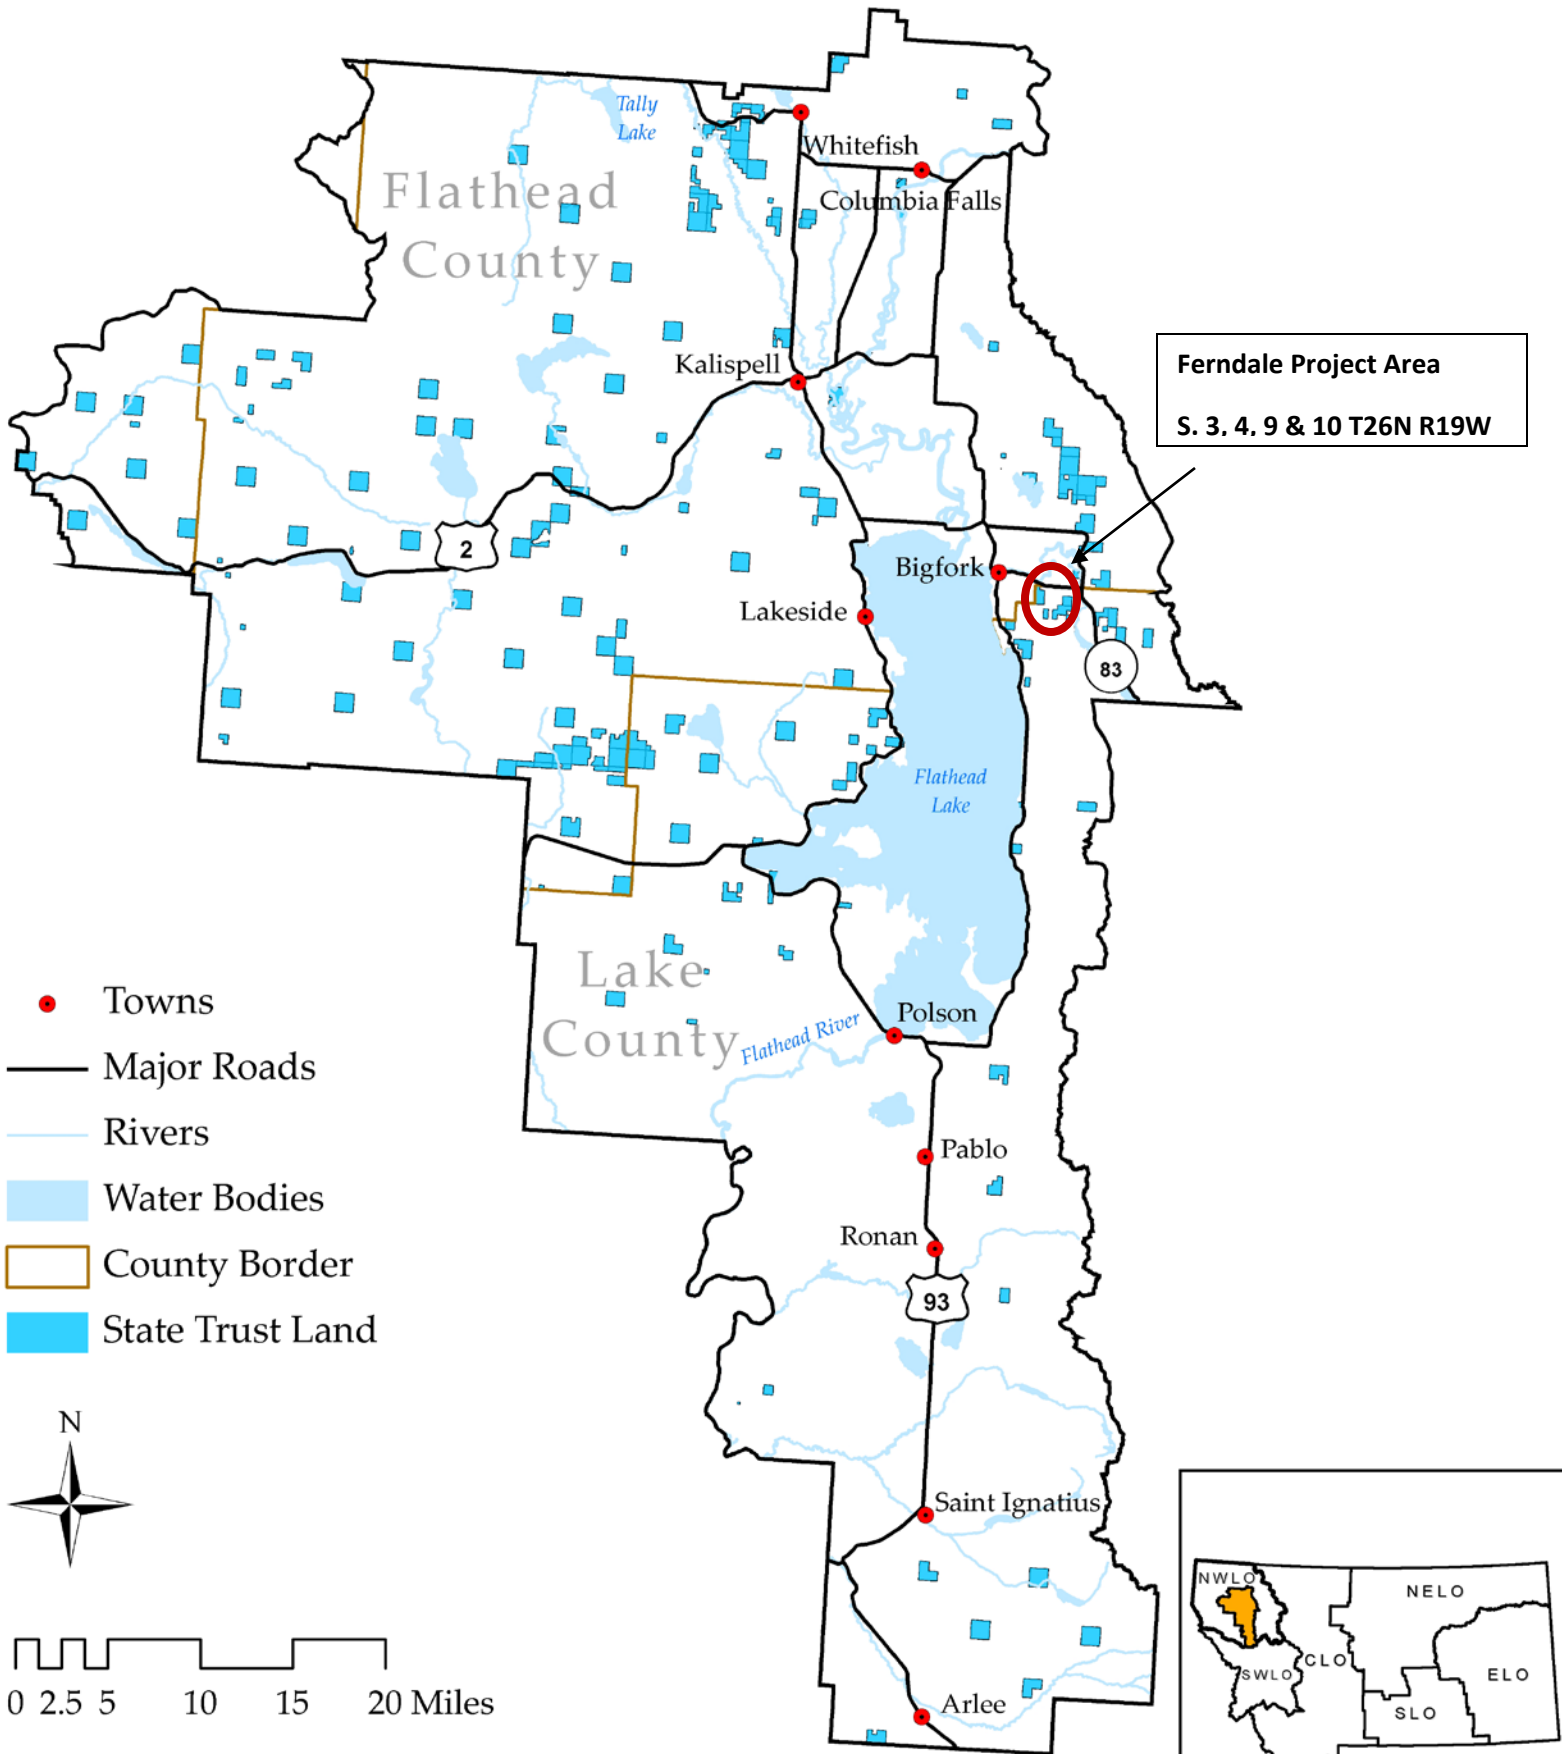 Tally
Lake
Whitefish
Flathead
County
Columbia Falls
Kalispell
Ferndale Project Area
S. 3, 4, 9 & 10 T26N R19W
2
Bigfork
Lakeside
83
Flathead
Lake
Lake
County
Flathead River
Polson
Towns
Major Roads
Rivers
Water Bodies
County Border
State Trust Land
Pablo
Ronan
93
N
Saint Ignatius
Arlee
0 2.5 5 10 15 20 Miles
NWLO
NELO
CLO
SWLO
ELO
SLO